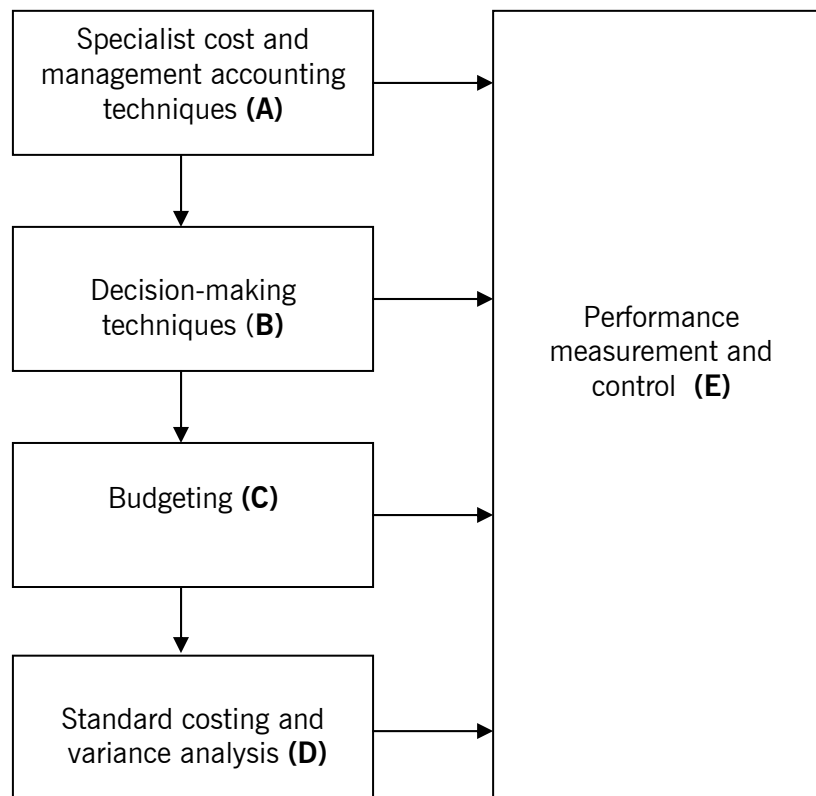 Specialist cost and
management accounting
techniques (A)
Decision-making
techniques (B)
Budgeting (C)
Standard costing and
variance analysis (D)
Performance
measurement and
control (E)